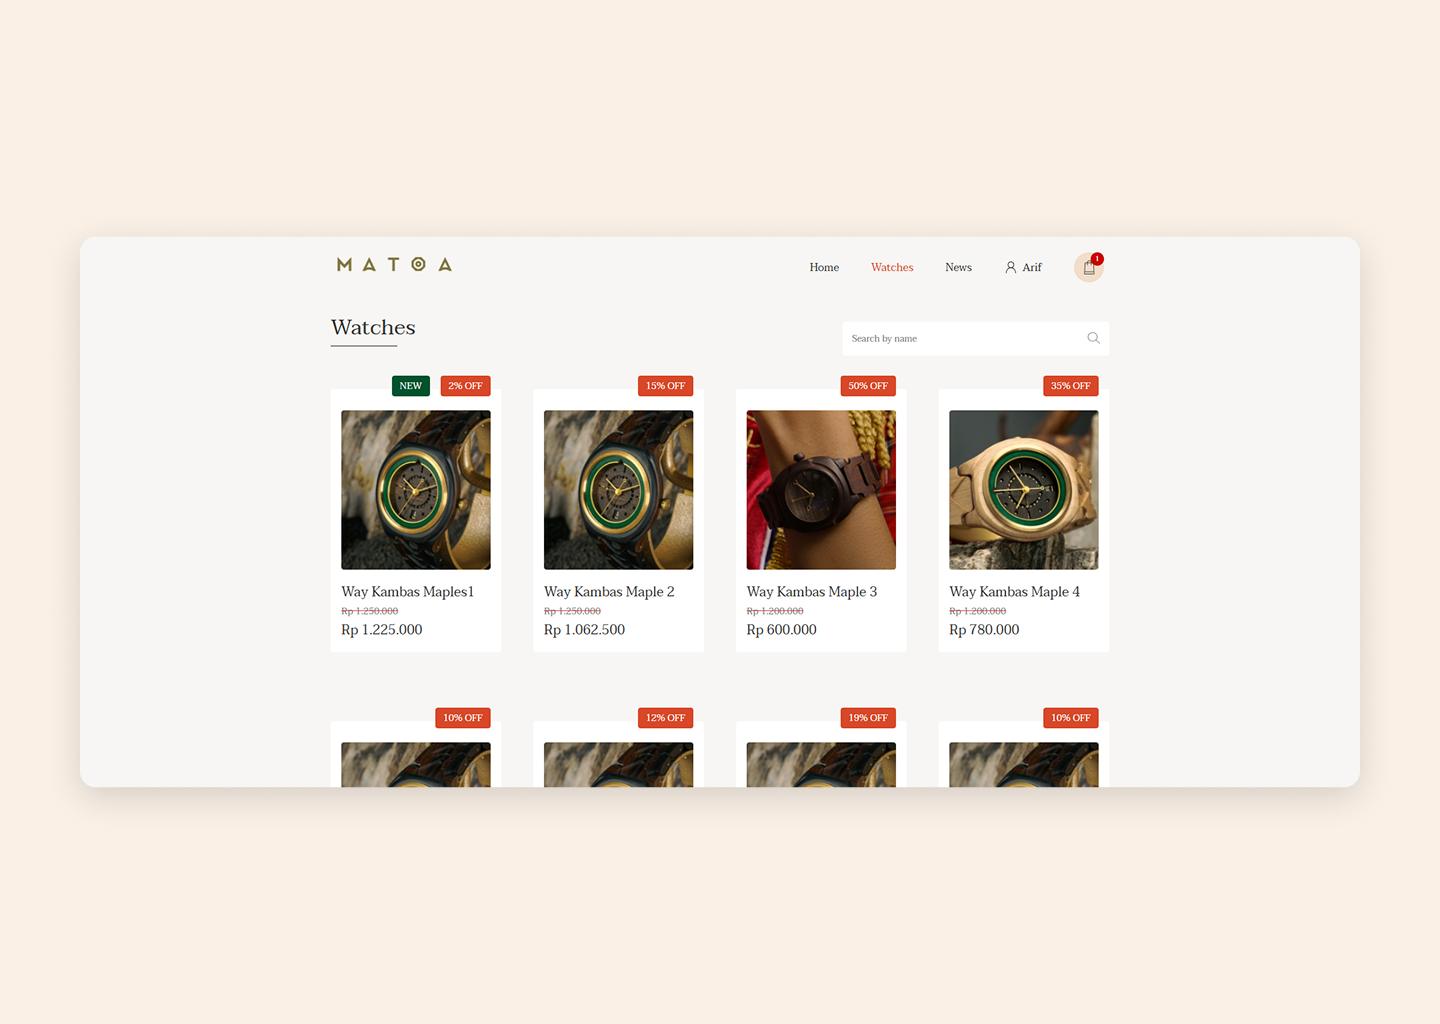 MATOA
Home Watches News Arif 1
Watches
Search by name
NEW 2% OFF 15% OFF 50% OFF 35% OFF
Way Kambas Maples1
Rp 1.250.000
Rp 1.225.000
Way Kambas Maple 2
Rp 1.250.000
Rp 1.062.500
Way Kambas Maple 3
Rp 1.200.000
Rp 600.000
Way Kambas Maple 4
Rp 1.200.000
Rp 780.000
10% OFF 12% OFF 19% OFF 10% OFF